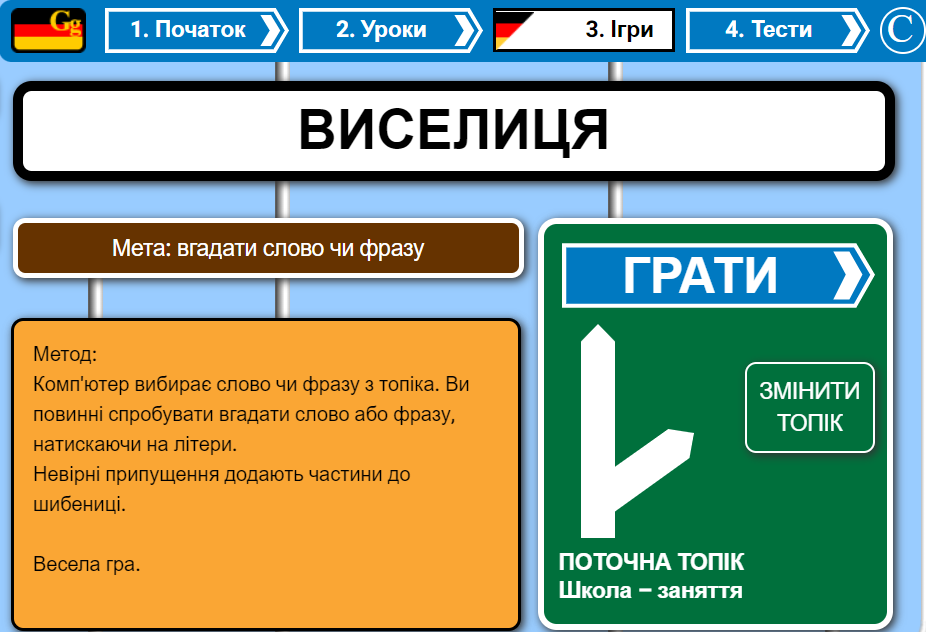 Gg
1. Початок
2. Уроки
3. Ігри
4. Тести
C
ВИСЕЛИЦЯ
Мета: вгадати слово чи фразу
Метод:
Комп'ютер вибирає слово чи фразу з топіка. Ви
повинні спробувати вгадати слово або фразу,
натискаючи на літери.
Невірні припущення додають частини до
шибениці.
Весела гра.
ГРАТИ
ЗМІНИТИ
ТОПІК
ПОТОЧНА ТОПІК
Школа – заняття